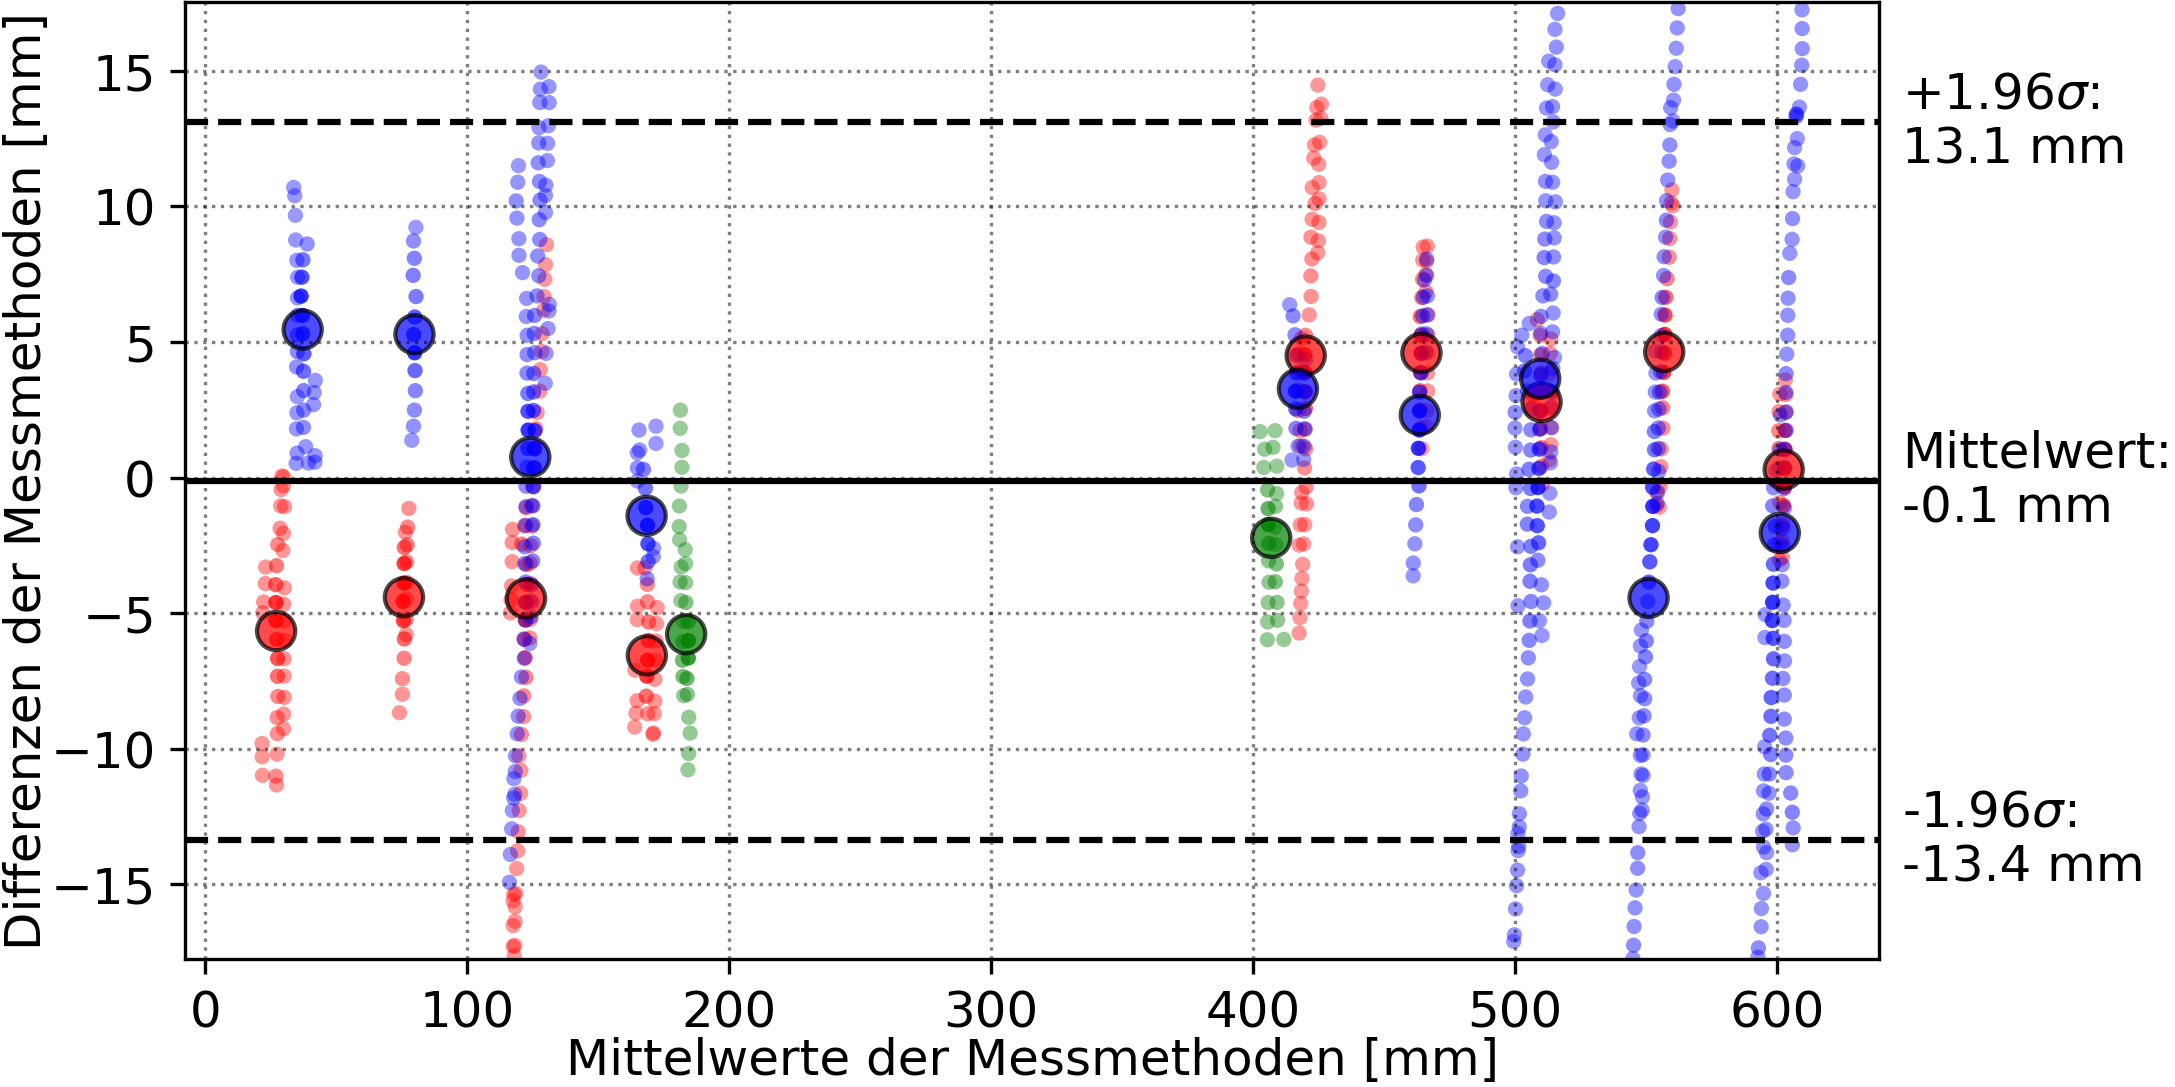 Differenzen der Messmethoden [mm]
15
10
5
0
−5
−10
−15
+1.96σ:
13.1 mm
Mittelwert:
-0.1 mm
-1.96σ:
-13.4 mm
0 100 200 300 400 500 600
Mittelwerte der Messmethoden [mm]